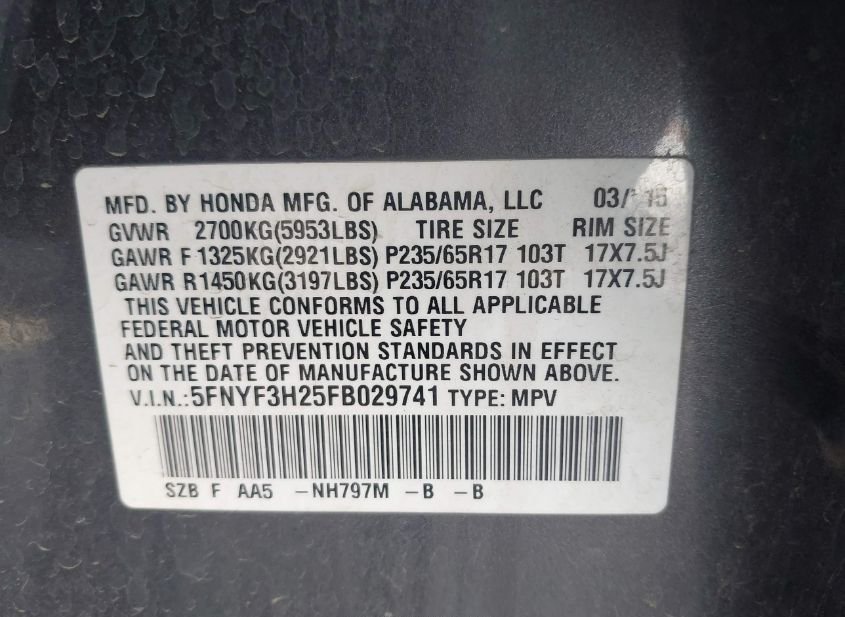 MFD. BY HONDA MFG. OF ALABAMA, LLC 03/15
GVWR 2700KG(5953LBS) TIRE SIZE RIM SIZE
GAWR F 1325KG(2921LBS) P235/65R17 103T 17X7.5J
GAWR R1450KG(3197LBS) P235/65R17 103T 17X7.5J
THIS VEHICLE CONFORMS TO ALL APPLICABLE
FEDERAL MOTOR VEHICLE SAFETY
AND THEFT PREVENTION STANDARDS IN EFFECT
ON THE DATE OF MANUFACTURE SHOWN ABOVE.
V.I.N.:5FNYF3H25FB029741 TYPE: MPV
SZB F AA5 -NH797M -B -B